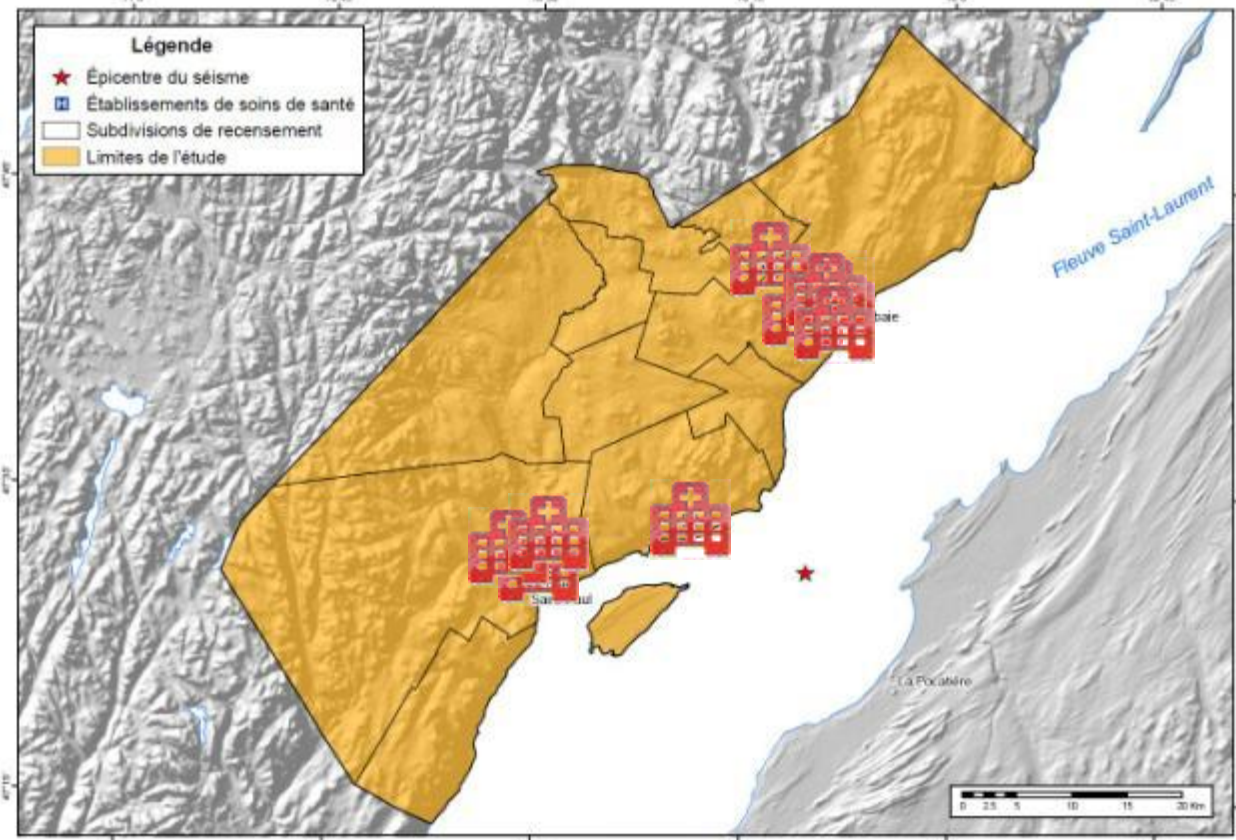 Légende
Épicentre du séisme
H Établissements de soins de santé
Subdivisions de recensement
Limites de l'étude
Fleuve Saint-Laurent
baie
La Pocatière
0 2.5 5 10 15 20 Km